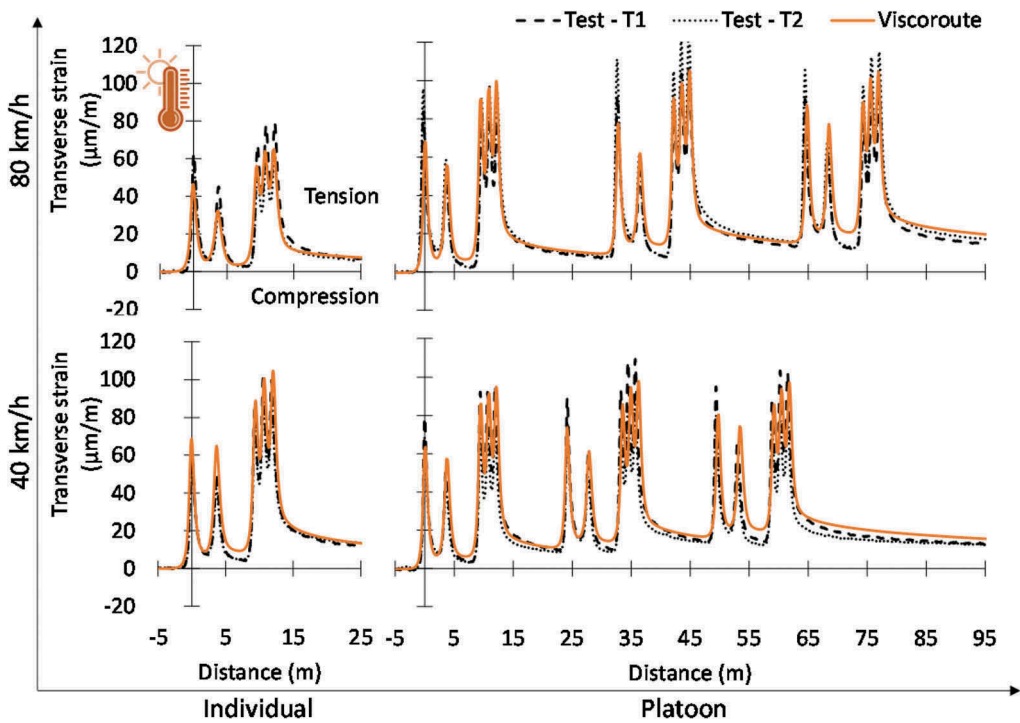 Test - T1 Test - T2 Viscoroute
80 km/h
Transverse strain
(μm/m)
120
100
80
60
40
20
0
-20
Tension
Compression
40 km/h
Transverse strain
(μm/m)
120
100
80
60
40
20
0
-20
-5 5 15 25
-5 5 15 25 35 45 55 65 75 85 95
Distance (m) Distance (m)
Individual Platoon